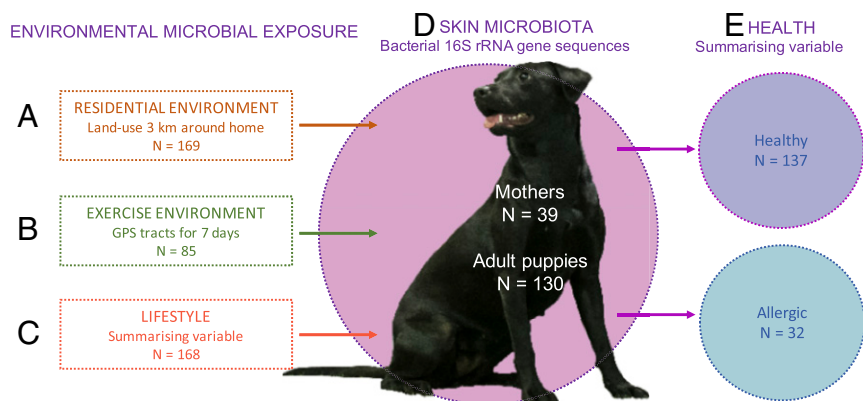 ENVIRONMENTAL MICROBIAL EXPOSURE
A
RESIDENTIAL ENVIRONMENT
Land-use 3 km around home
N = 169
B
EXERCISE ENVIRONMENT
GPS tracts for 7 days
N = 85
C
LIFESTYLE
Summarising variable
N = 168
D SKIN MICROBIOTA
Bacterial 16S rRNA gene sequences
Mothers
N = 39
Adult puppies
N = 130
E HEALTH
Summarising variable
Healthy
N = 137
Allergic
N = 32